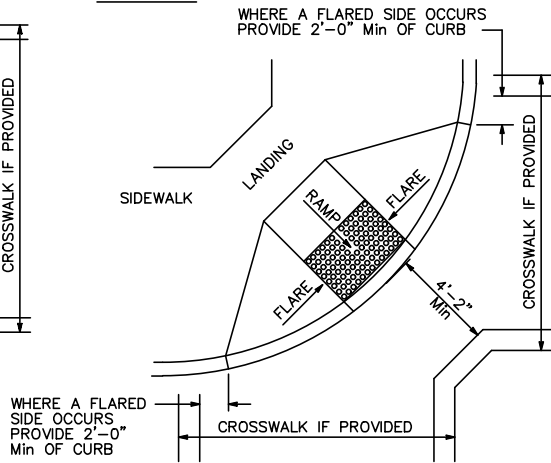 WHERE A FLARED SIDE OCCURS
PROVIDE 2'-0" Min OF CURB
CROSSWALK IF PROVIDED
LANDING
SIDEWALK
RAMP
FLARE
FLARE
CROSSWALK IF PROVIDED
4'-2"
Min
WHERE A FLARED
SIDE OCCURS
PROVIDE 2'-0"
Min OF CURB
CROSSWALK IF PROVIDED